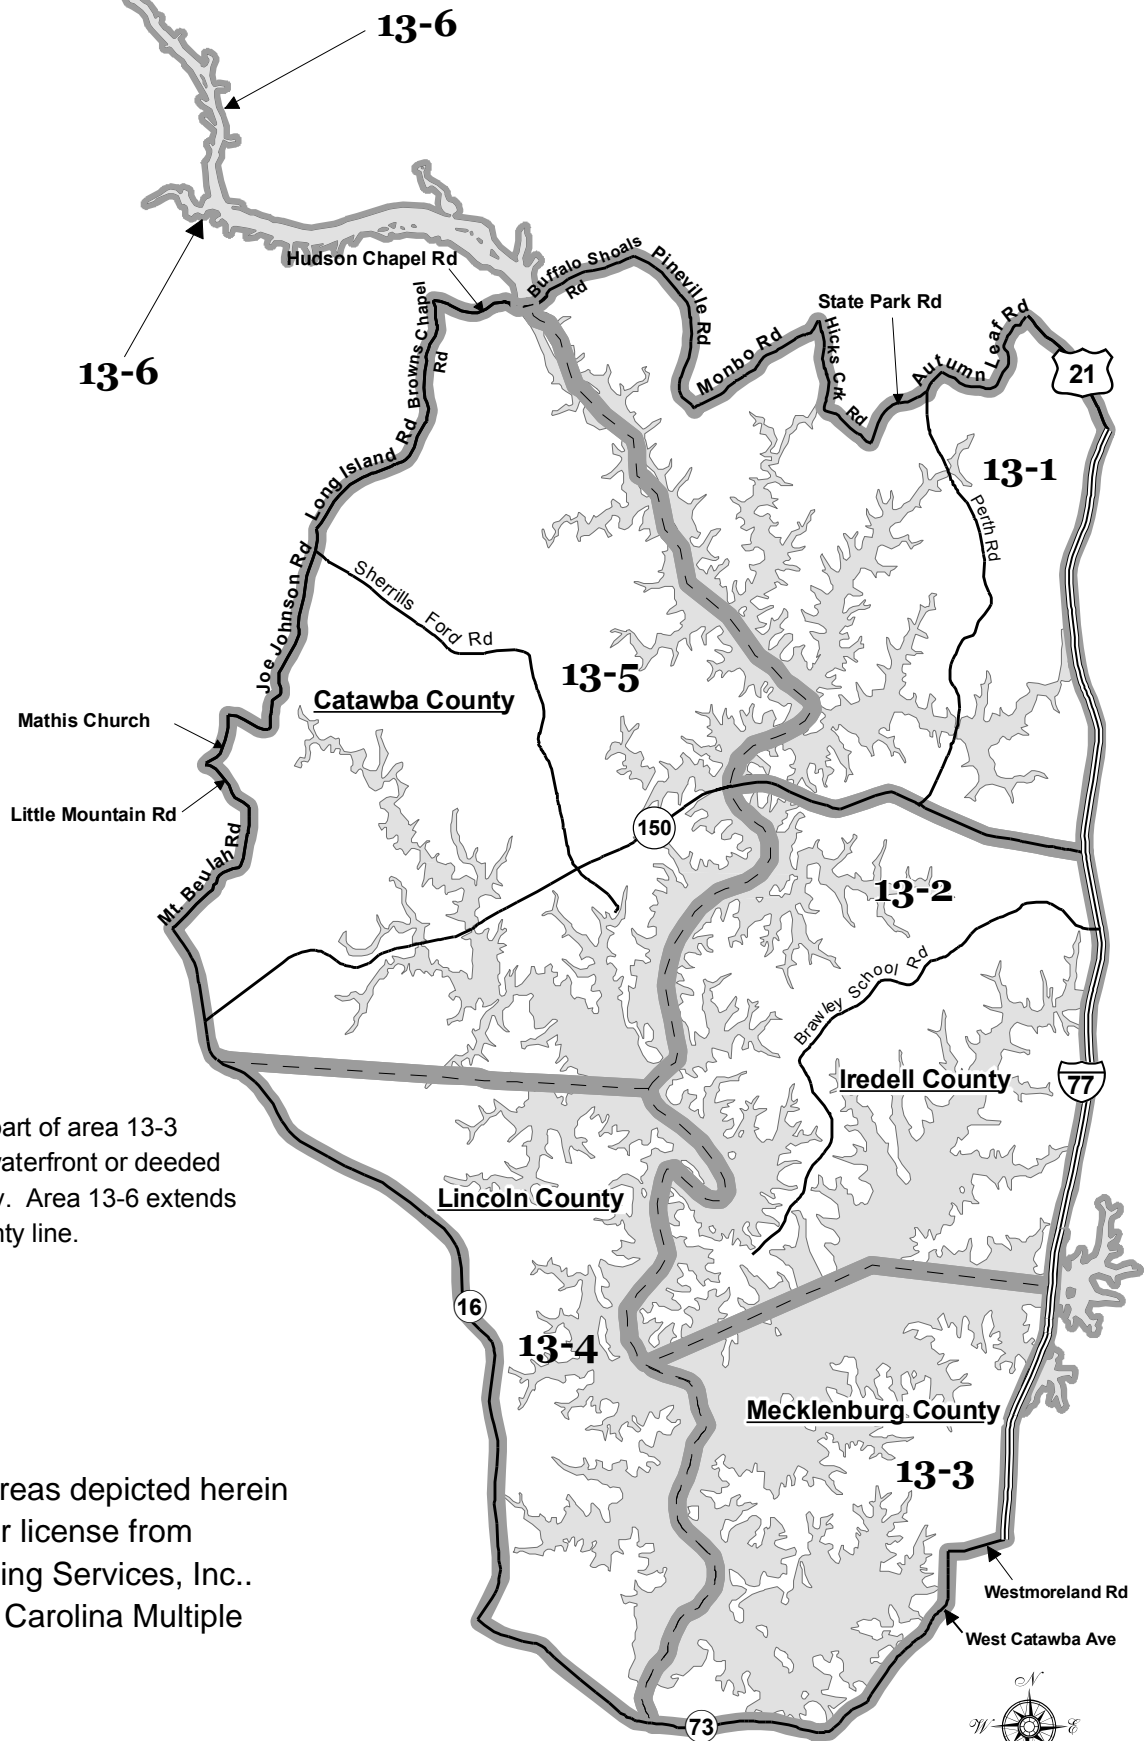 13-6
Hudson Chapel Rd
Buffalo Shoals
Rd
Pineville Rd
13-6
Browns Chapel
Rd
State Park Rd
Monbo Rd
Hicks Crk Rd
Autumn Leaf Rd
21
Long Island Rd
13-1
Perth Rd
Joe Johnson Rd
Sherrills Ford Rd
13-5
Catawba County
Mathis Church
Little Mountain Rd
150
Mt. Beulah Rd
13-2
Brawley School Rd
Iredell County
77
part of area 13-3
waterfront or deeded
y. Area 13-6 extends
nty line.
Lincoln County
16
13-4
Mecklenburg County
13-3
reas depicted herein
r license from
ing Services, Inc..
Carolina Multiple
Westmoreland Rd
West Catawba Ave
73
N
W E